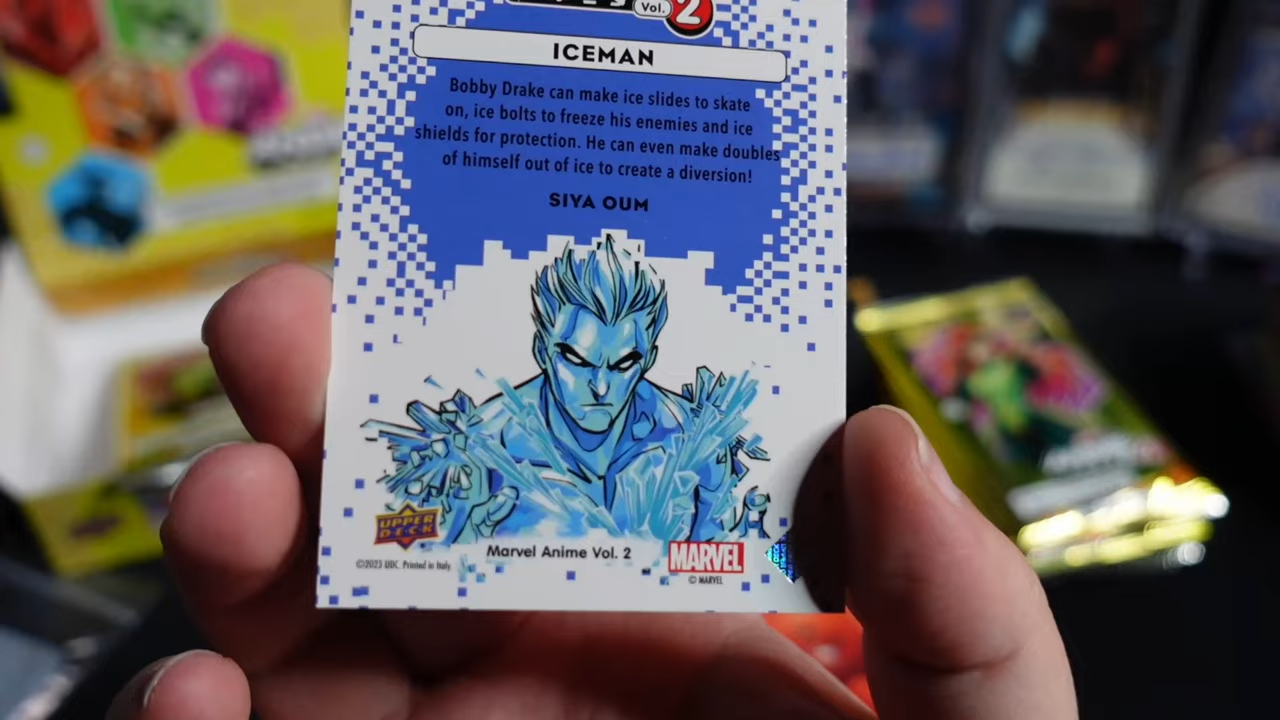 Vol. 2
ICEMAN
Bobby Drake can make ice slides to skate
on, ice bolts to freeze his enemies and ice
shields for protection. He can even make doubles
of himself out of ice to create a diversion!
SIYA OUM
UPPER
DECK
Marvel Anime Vol. 2
MARVEL
©2023 UDC. Printed in Italy.
© MARVEL